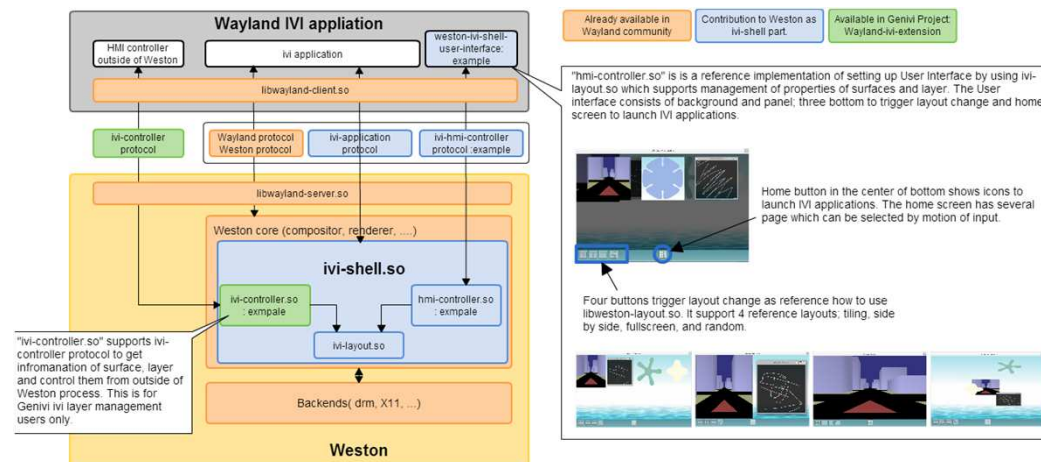 Wayland IVI appliation
HMI controller
outside of Weston
ivi application
weston-ivi-shell-
user-interface:
example
libwayland-client.so
ivi-controller
protocol
Wayland protocol
Weston protocol
ivi-application
protocol
ivi-hmi-controller
protocol :example
libwayland-server.so
Weston core (compositor, renderer, ....)
ivi-shell.so
ivi-controller.so
: exmpale
hmi-controller.so
: exmpale
ivi-layout.so
Backends( drm, X11, ...)
Weston
"ivi-controller.so" supports ivi-
controller protocol to get
infromanation of surface, layer
and control them from outside of
Weston process. This is for
Genivi ivi layer management
users only.
Already available in
Wayland community
Contribution to Weston as
ivi-shell part.
Available in Genivi Project:
Wayland-ivi-extension
"hmi-controller.so" is is a reference implementation of setting up User Interface by using ivi-
layout.so which supports management of properties of surfaces and layer. The User
interface consists of background and panel; three bottom to trigger layout change and home
screen to launch IVI applications.
Home button in the center of bottom shows icons to
launch IVI applications. The home screen has several
page which can be selected by motion of input.
Four buttons trigger layout change as reference how to use
libweston-layout.so. It support 4 reference layouts; tiling, side
by side, fullscreen, and random.